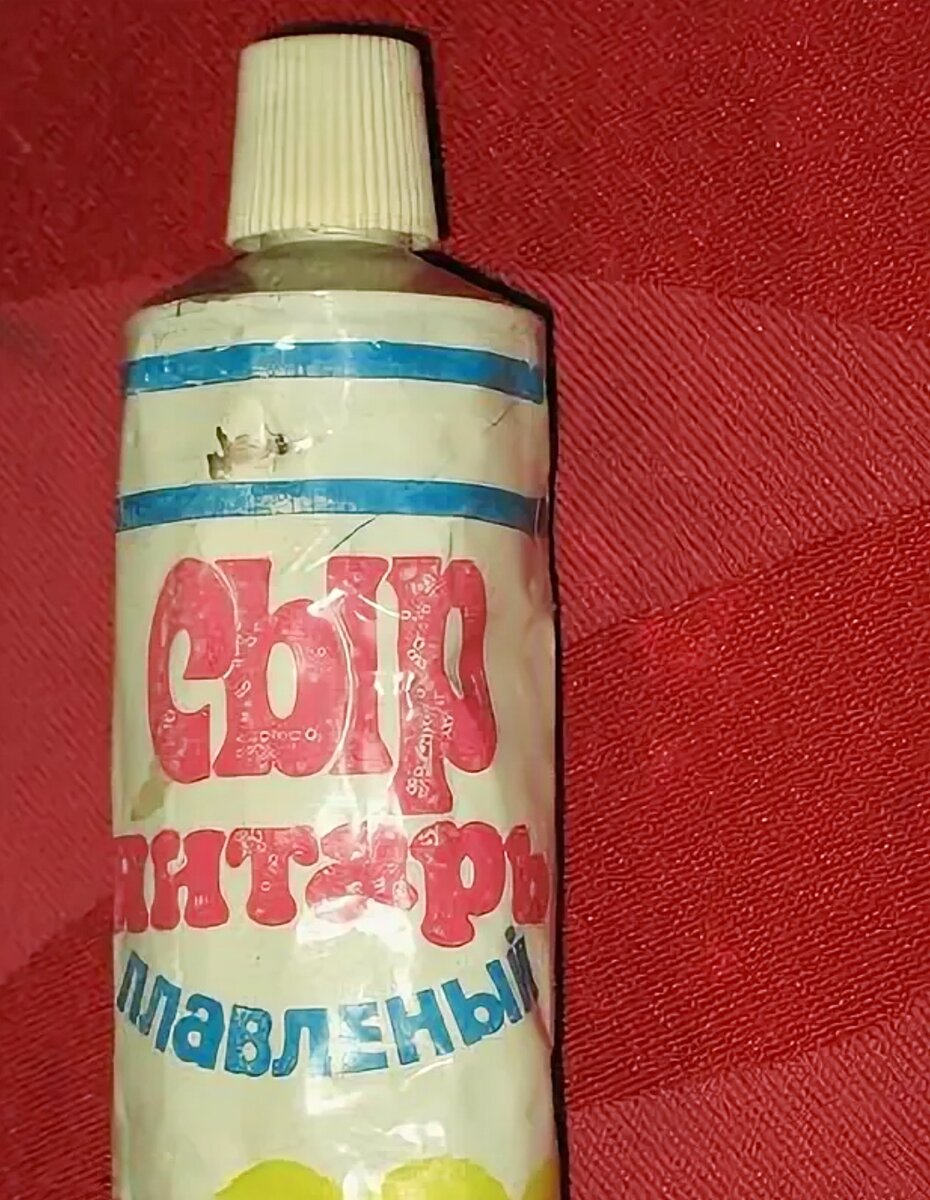 сыр
янтарь
плавленый